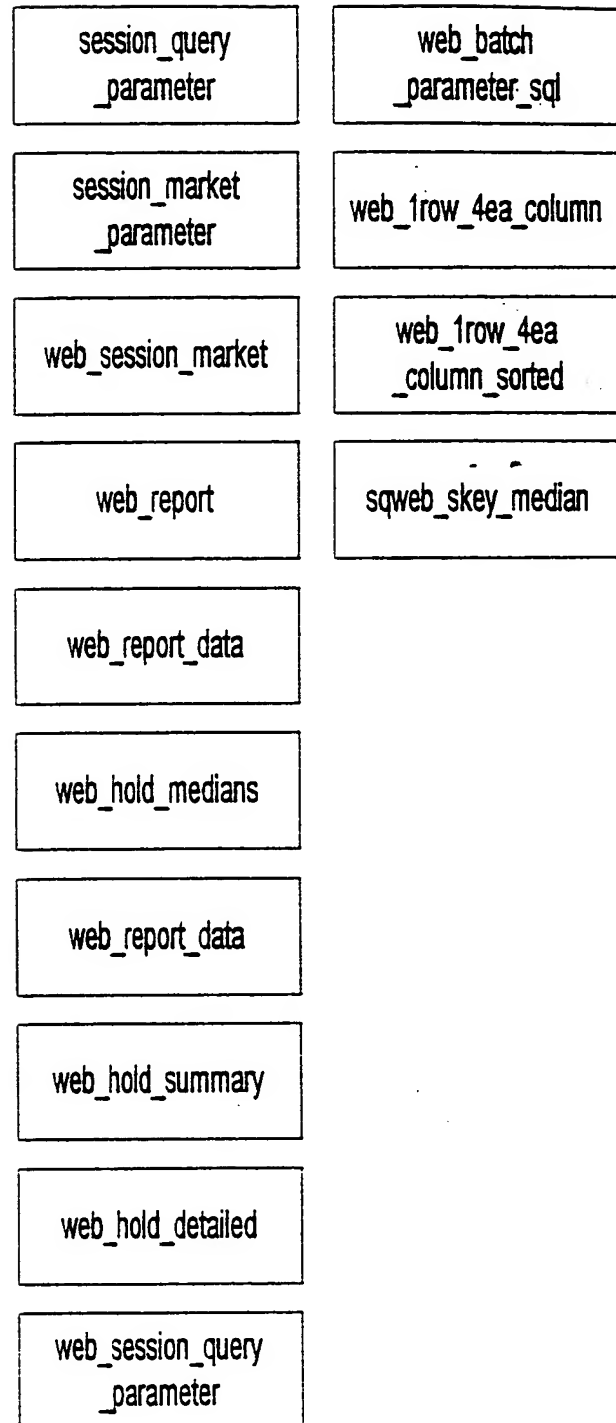 session_query
_parameter
session_market
_parameter
web_session_market
web_report
web_report_data
web_hold_medians
web_report_data
web_hold_summary
web_hold_detailed
web_session_query
_parameter
web_batch
_parameter_sql
web_1row_4ea_column
web_1row_4ea
_column_sorted
sqweb_skey_median